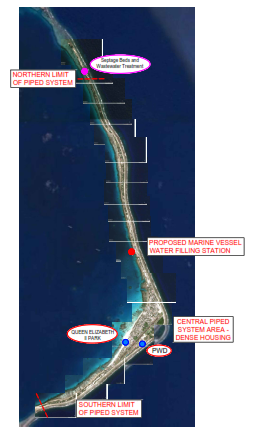 Septage Beds and
Wastewater Treatment
NORTHERN LIMIT
OF PIPED SYSTEM
PROPOSED MARINE VESSEL
WATER FILLING STATION
CENTRAL PIPED
SYSTEM AREA -
DENSE HOUSING
QUEEN ELIZABETH
II PARK
PWD
SOUTHERN LIMIT
OF PIPED SYSTEM